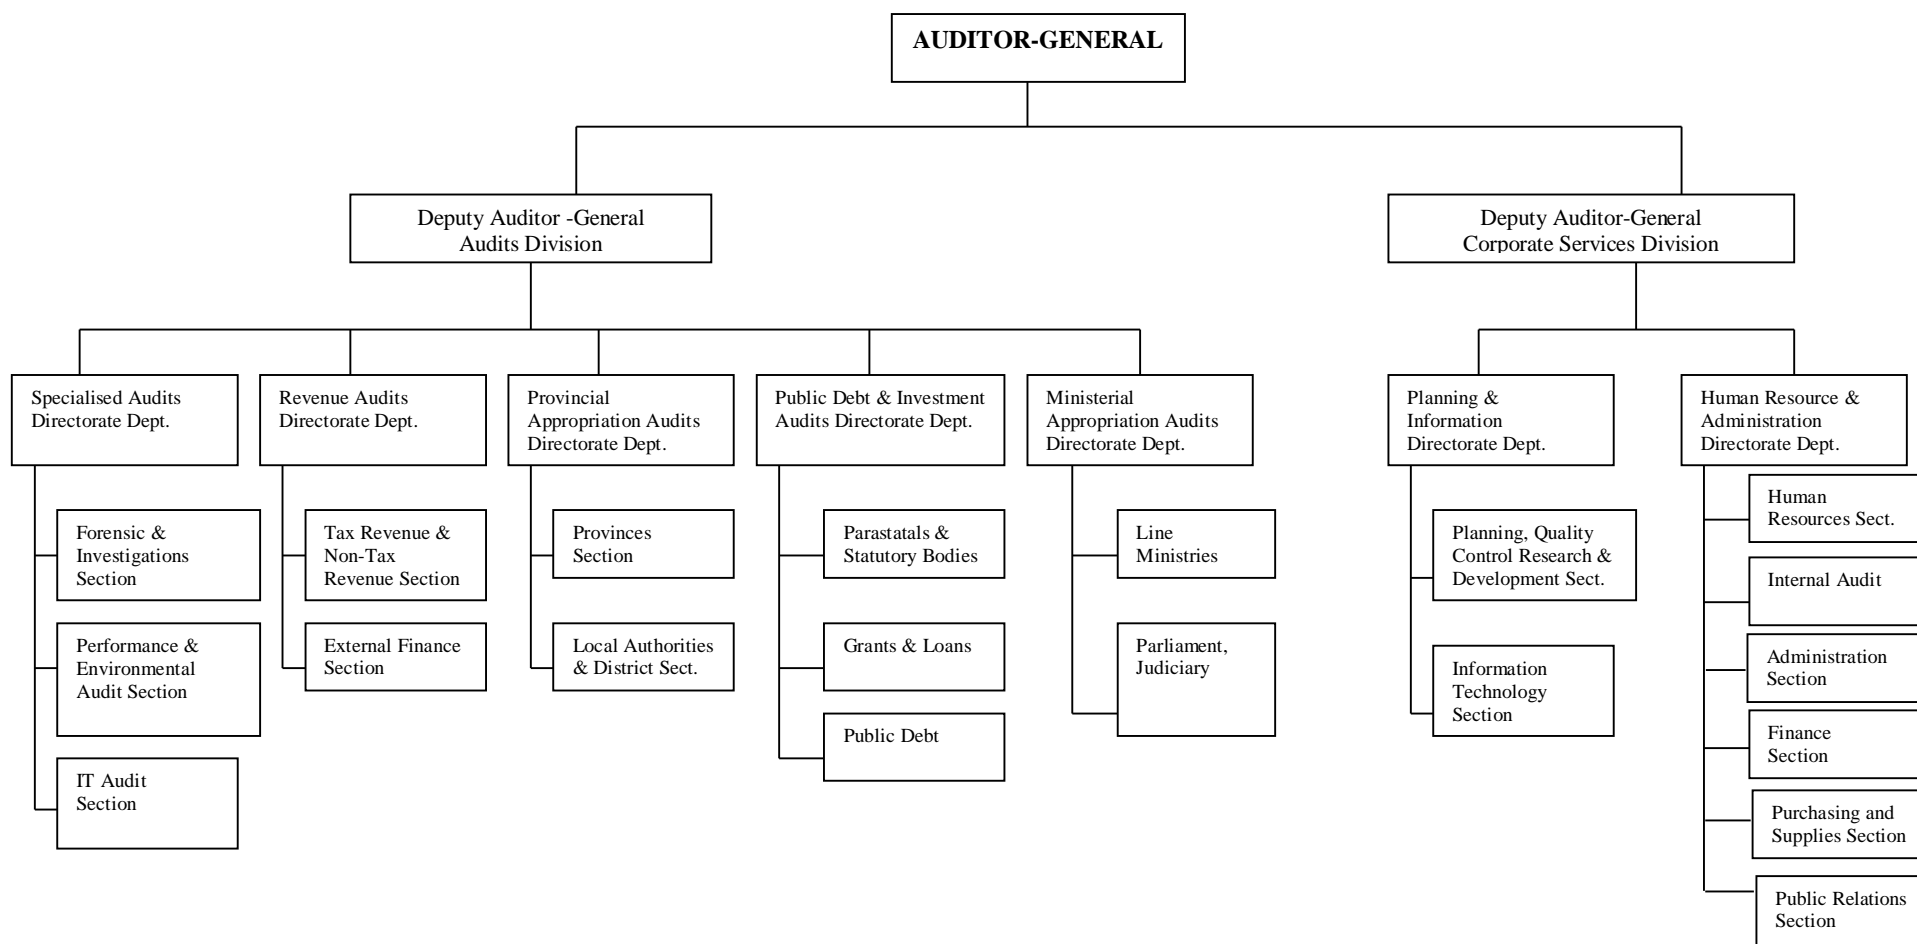 AUDITOR-GENERAL
Deputy Auditor -General
Audits Division
Deputy Auditor-General
Corporate Services Division
Specialised Audits
Directorate Dept.
Revenue Audits
Directorate Dept.
Provincial
Appropriation Audits
Directorate Dept.
Public Debt & Investment
Audits Directorate Dept.
Ministerial
Appropriation Audits
Directorate Dept.
Planning &
Information
Directorate Dept.
Human Resource &
Administration
Directorate Dept.
Forensic &
Investigations
Section
Performance &
Environmental
Audit Section
IT Audit
Section
Tax Revenue &
Non-Tax
Revenue Section
External Finance
Section
Provinces
Section
Local Authorities
& District Sect.
Parastatals &
Statutory Bodies
Grants & Loans
Public Debt
Line
Ministries
Parliament,
Judiciary
Planning, Quality
Control Research &
Development Sect.
Information
Technology
Section
Human
Resources Sect.
Internal Audit
Administration
Section
Finance
Section
Purchasing and
Supplies Section
Public Relations
Section